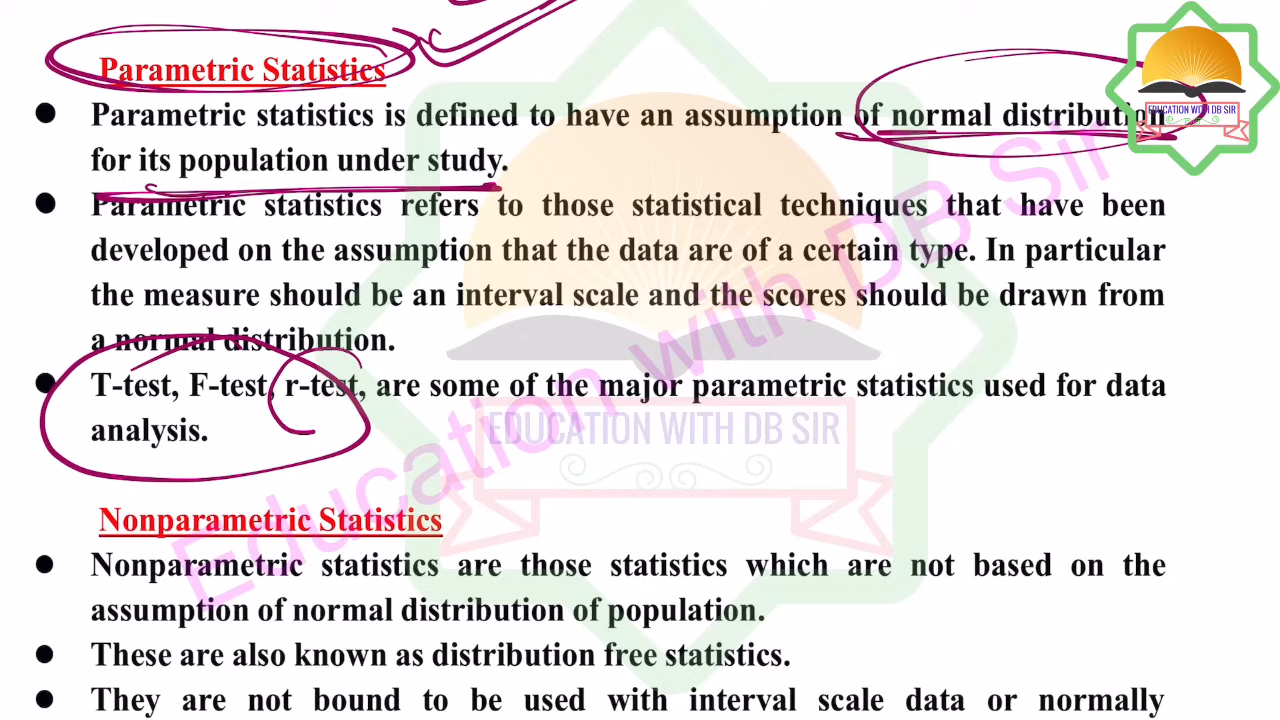 Parametric Statistics
Parametric statistics is defined to have an assumption of normal distribution
for its population under study.
Parametric statistics refers to those statistical techniques that have been
developed on the assumption that the data are of a certain type. In particular
the measure should be an interval scale and the scores should be drawn from
a normal distribution.
T-test, F-test, r-test, are some of the major parametric statistics used for data
analysis.
Nonparametric Statistics
Nonparametric statistics are those statistics which are not based on the
assumption of normal distribution of population.
These are also known as distribution free statistics.
They are not bound to be used with interval scale data or normally
EDUCATION WITH DB SIR
EDUCATION WITH DB SIR
Education with DB Sir